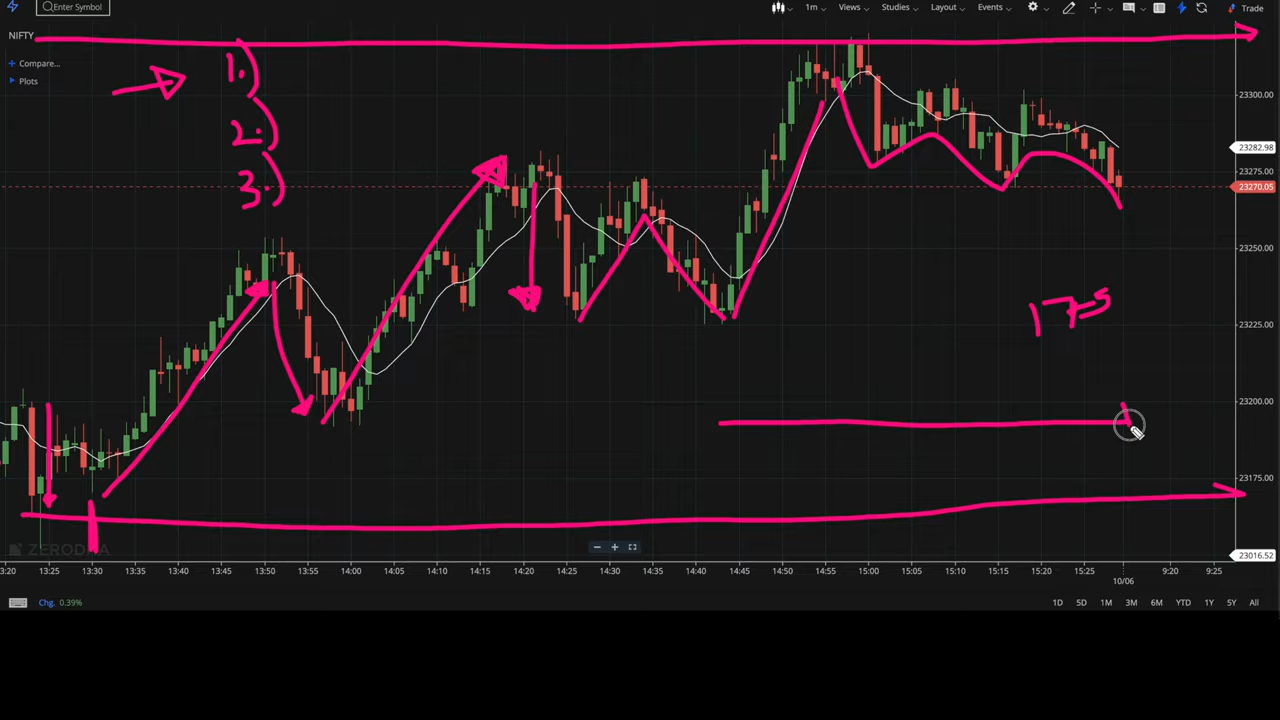 Enter Symbol
1m Views Studies Layout Events Trade
NIFTY
Compare...
Plots
1.)
2.)
3.)
175
23300.00
23282.98
23275.00
23270.05
23250.00
23225.00
23200.00
23175.00
23016.52
ZERODHA
3:20 13:25 13:30 13:35 13:40 13:45 13:50 13:55 14:00 14:05 14:10 14:15 14:20 14:25 14:30 14:35 14:40 14:45 14:50 14:55 15:00 15:05 15:10 15:15 15:20 15:25 9:20 9:25
10/06
Chg. 0.39% 1D 5D 1M 3M 6M YTD 1Y 5Y All